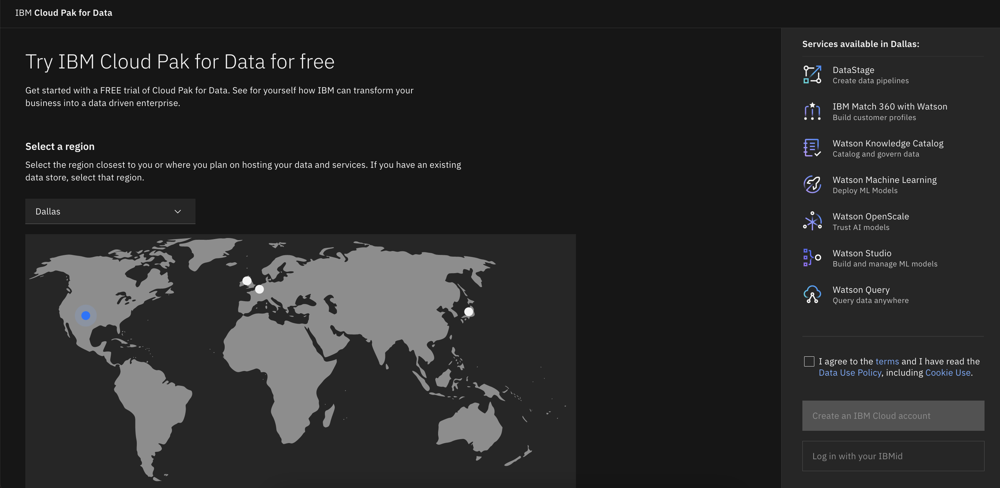 IBM Cloud Pak for Data
Try IBM Cloud Pak for Data for free
Get started with a FREE trial of Cloud Pak for Data. See for yourself how IBM can transform your
business into a data driven enterprise.
Select a region
Select the region closest to you or where you plan on hosting your data and services. If you have an existing
data store, select that region.
Dallas
Services available in Dallas:
DataStage
Create data pipelines
IBM Match 360 with Watson
Build customer profiles
Watson Knowledge Catalog
Catalog and govern data
Watson Machine Learning
Deploy ML Models
Watson OpenScale
Trust AI models
Watson Studio
Build and manage ML models
Watson Query
Query data anywhere
I agree to the terms and I have read the
Data Use Policy, including Cookie Use.
Create an IBM Cloud account
Log in with your IBMid